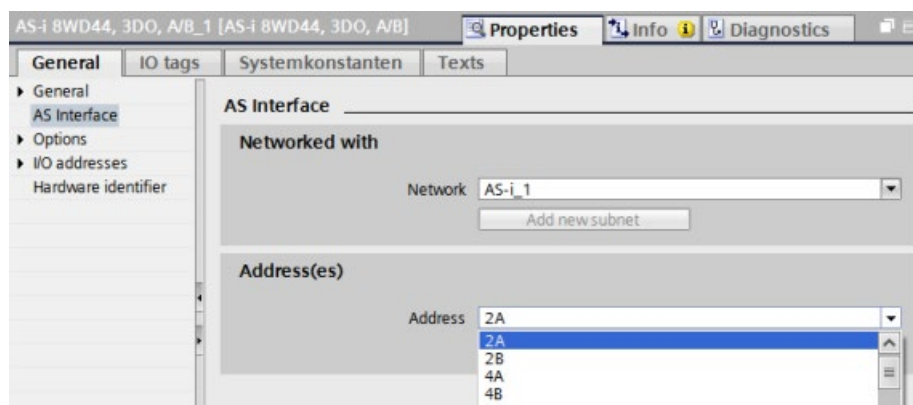 AS-i 8WD44, 3DO, A/B_1 [AS-i 8WD44, 3DO, A/B]
Properties
Info
Diagnostics
General
IO tags
Systemkonstanten
Texts
General
AS Interface
Options
I/O addresses
Hardware identifier
AS Interface
Networked with
Network AS-i_1
Add new subnet
Address(es)
Address 2A
2A
2B
4A
4B